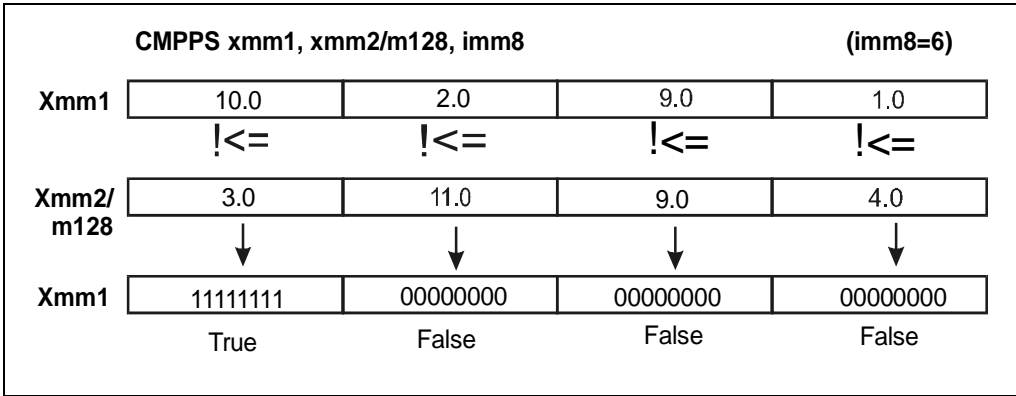 CMPPS xmm1, xmm2/m128, imm8 (imm8=6)
Xmm1 10.0 2.0 9.0 1.0
!<= !<= !<= !<=
Xmm2/ 3.0 11.0 9.0 4.0
m128
Xmm1 11111111 00000000 00000000 00000000
True False False False